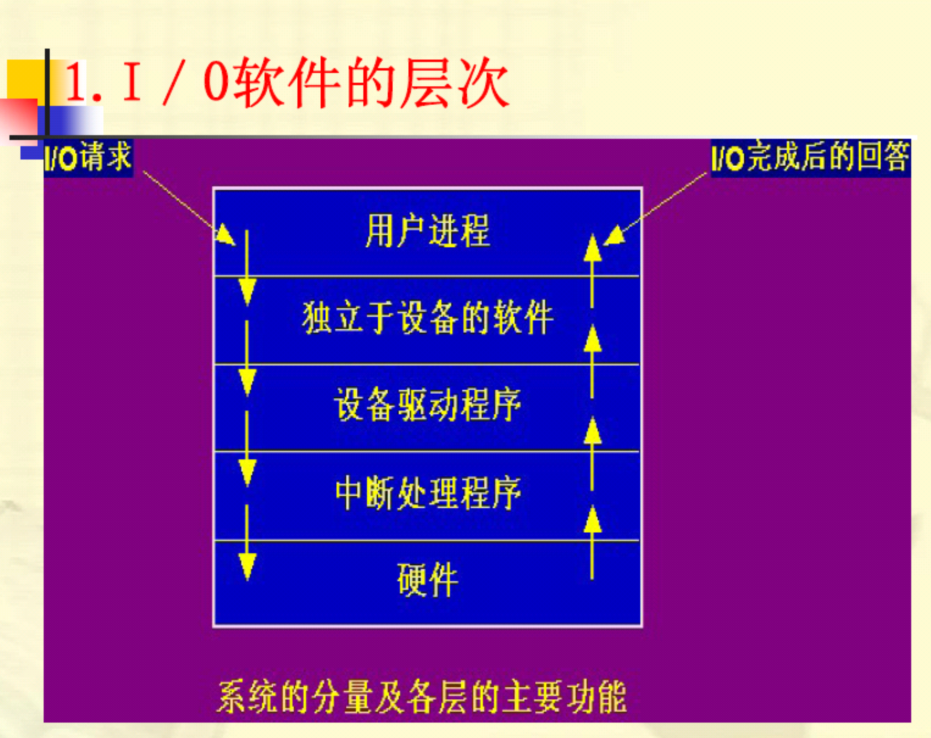 1.I／O软件的层次
I/O请求
I/O完成后的回答
用户进程
独立于设备的软件
设备驱动程序
中断处理程序
硬件
系统的分量及各层的主要功能